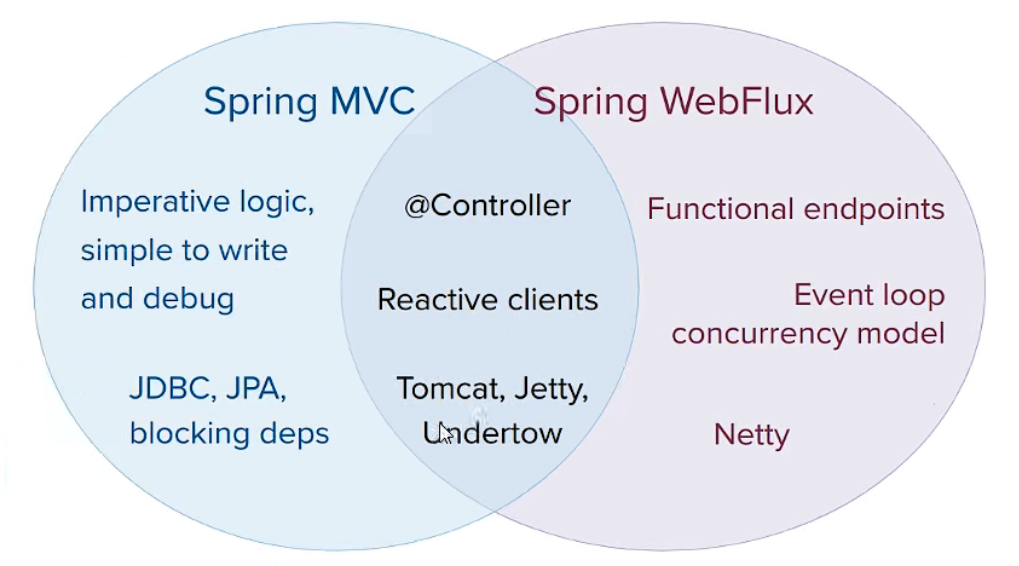 Spring MVC
Spring WebFlux
Imperative logic,
simple to write
and debug
JDBC, JPA,
blocking deps
@Controller
Reactive clients
Tomcat, Jetty,
Undertow
Functional endpoints
Event loop
concurrency model
Netty